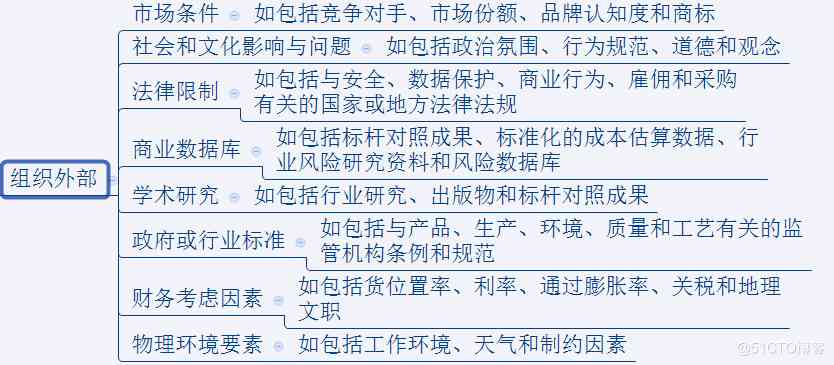 市场条件 如包括竞争对手、市场份额、品牌认知度和商标
社会和文化影响与问题 如包括政治氛围、行为规范、道德和观念
法律限制 如包括与安全、数据保护、商业行为、雇佣和采购
有关的国家或地方法律法规
商业数据库 如包括标杆对照成果、标准化的成本估算数据、行
业风险研究资料和风险数据库
组织外部
学术研究 如包括行业研究、出版物和标杆对照成果
政府或行业标准 如包括与产品、生产、环境、质量和工艺有关的监
管机构条例和规范
财务考虑因素 如包括货位置率、利率、通过膨胀率、关税和地理
文职
物理环境要素 如包括工作环境、天气和制约因素
@51CTO博客